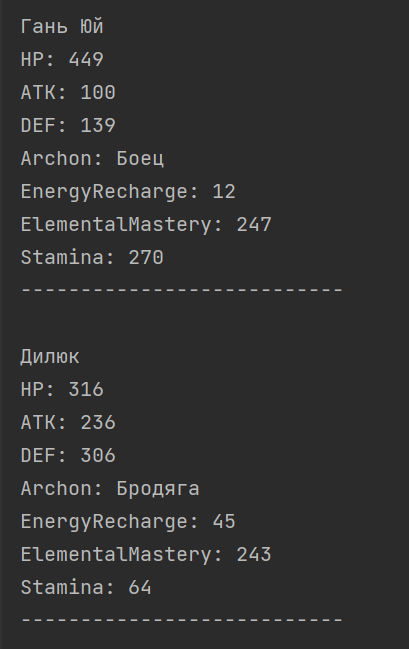 Гань Юй
HP: 449
ATK: 100
DEF: 139
Archon: Боец
EnergyRecharge: 12
ElementalMastery: 247
Stamina: 270
---------------------------
Дилюк
HP: 316
ATK: 236
DEF: 306
Archon: Бродяга
EnergyRecharge: 45
ElementalMastery: 243
Stamina: 64
---------------------------